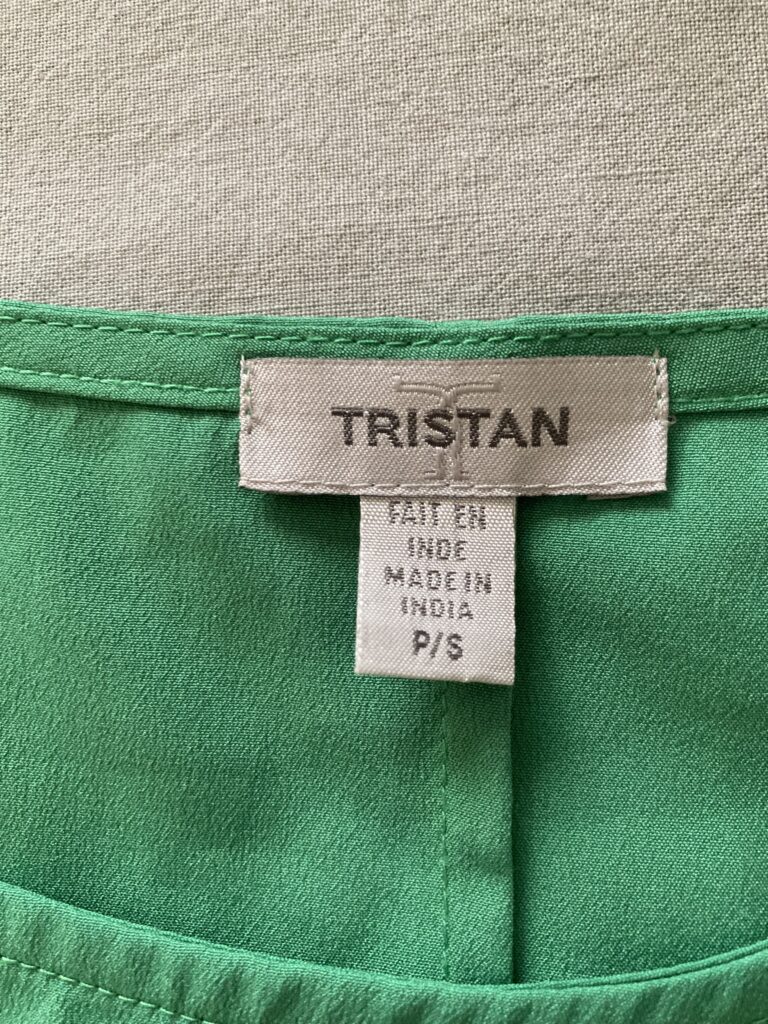 TRISTAN
FAIT EN
INDE
MADE IN
INDIA
P/S